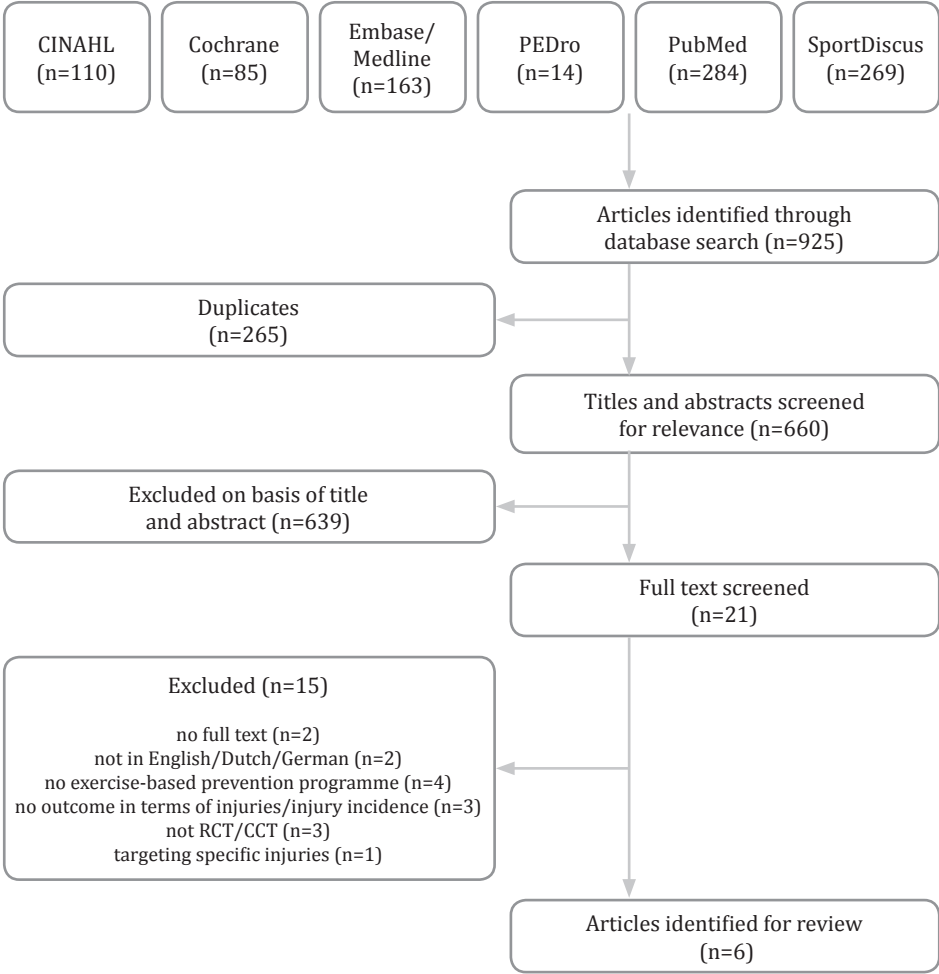 CINAHL
(n=110)
Cochrane
(n=85)
Embase/
Medline
(n=163)
PEDro
(n=14)
PubMed
(n=284)
SportDiscus
(n=269)
Articles identified through
database search (n=925)
Duplicates
(n=265)
Titles and abstracts screened
for relevance (n=660)
Excluded on basis of title
and abstract (n=639)
Full text screened
(n=21)
Excluded (n=15)
no full text (n=2)
not in English/Dutch/German (n=2)
no exercise-based prevention programme (n=4)
no outcome in terms of injuries/injury incidence (n=3)
not RCT/CCT (n=3)
targeting specific injuries (n=1)
Articles identified for review
(n=6)